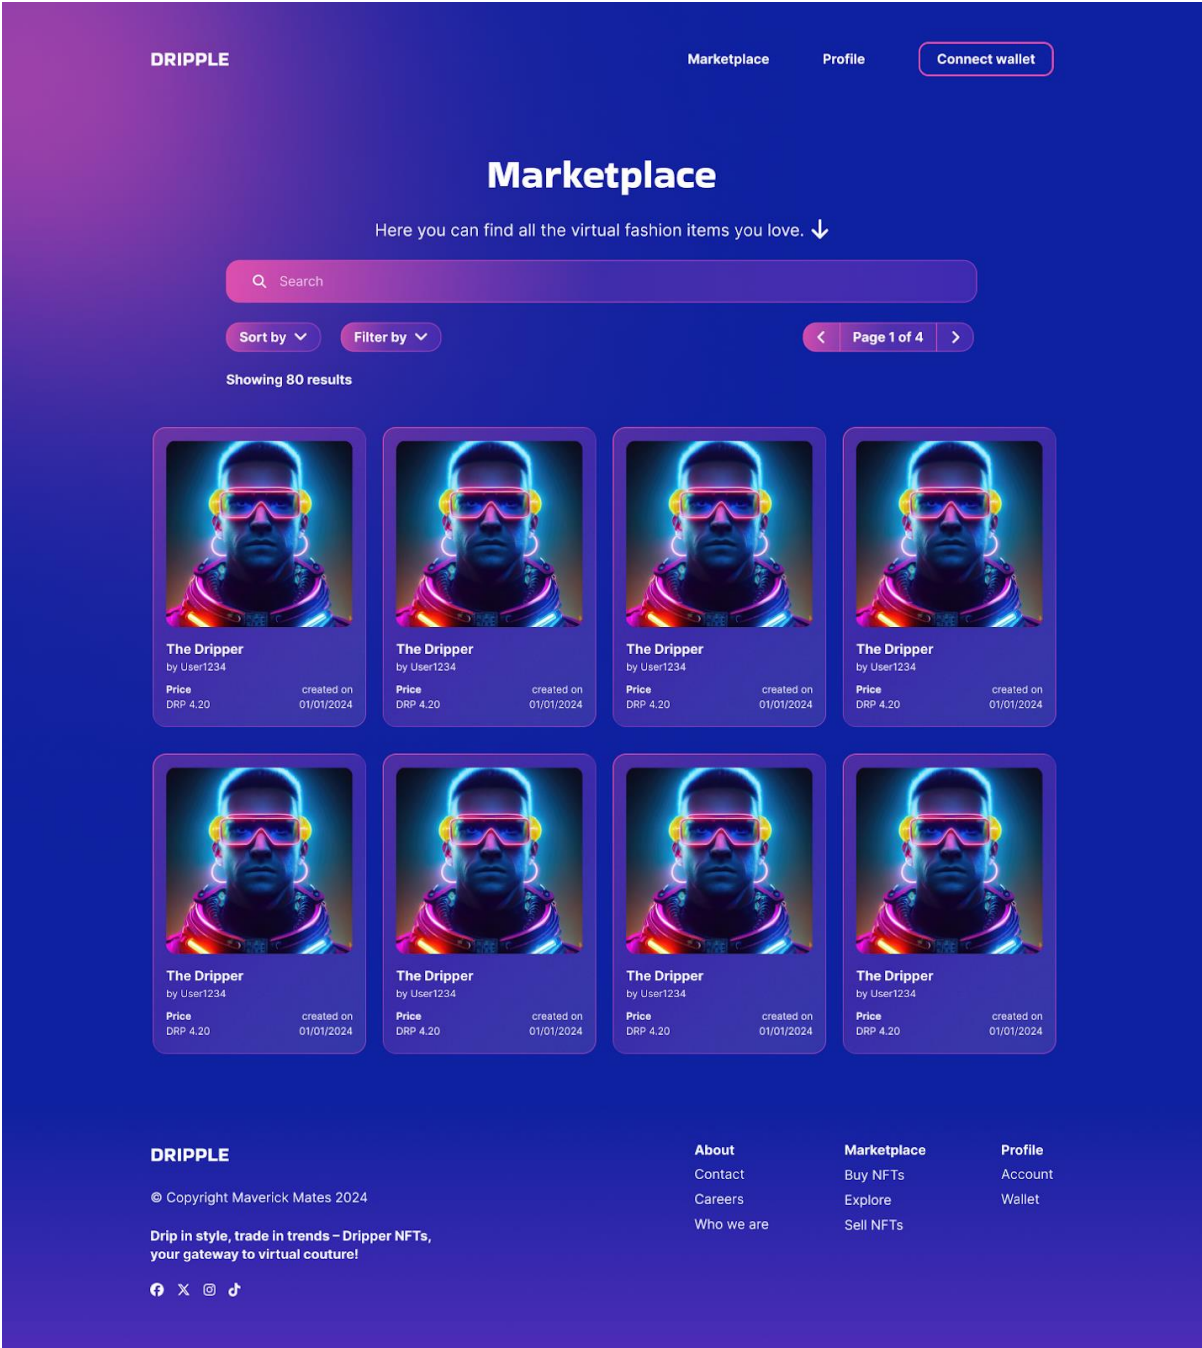 DRIPPLE
Marketplace
Profile
Connect wallet
Marketplace
Here you can find all the virtual fashion items you love.
Search
Sort by
Filter by
Page 1 of 4
Showing 80 results
The Dripper
by User1234
Price
created on
DRP 4.20
01/01/2024
The Dripper
by User1234
Price
created on
DRP 4.20
01/01/2024
The Dripper
by User1234
Price
created on
DRP 4.20
01/01/2024
The Dripper
by User1234
Price
created on
DRP 4.20
01/01/2024
The Dripper
by User1234
Price
created on
DRP 4.20
01/01/2024
The Dripper
by User1234
Price
created on
DRP 4.20
01/01/2024
The Dripper
by User1234
Price
created on
DRP 4.20
01/01/2024
The Dripper
by User1234
Price
created on
DRP 4.20
01/01/2024
DRIPPLE
© Copyright Maverick Mates 2024
Drip in style, trade in trends – Dripper NFTs,
your gateway to virtual couture!
About
Contact
Careers
Who we are
Marketplace
Buy NFTs
Explore
Sell NFTs
Profile
Account
Wallet